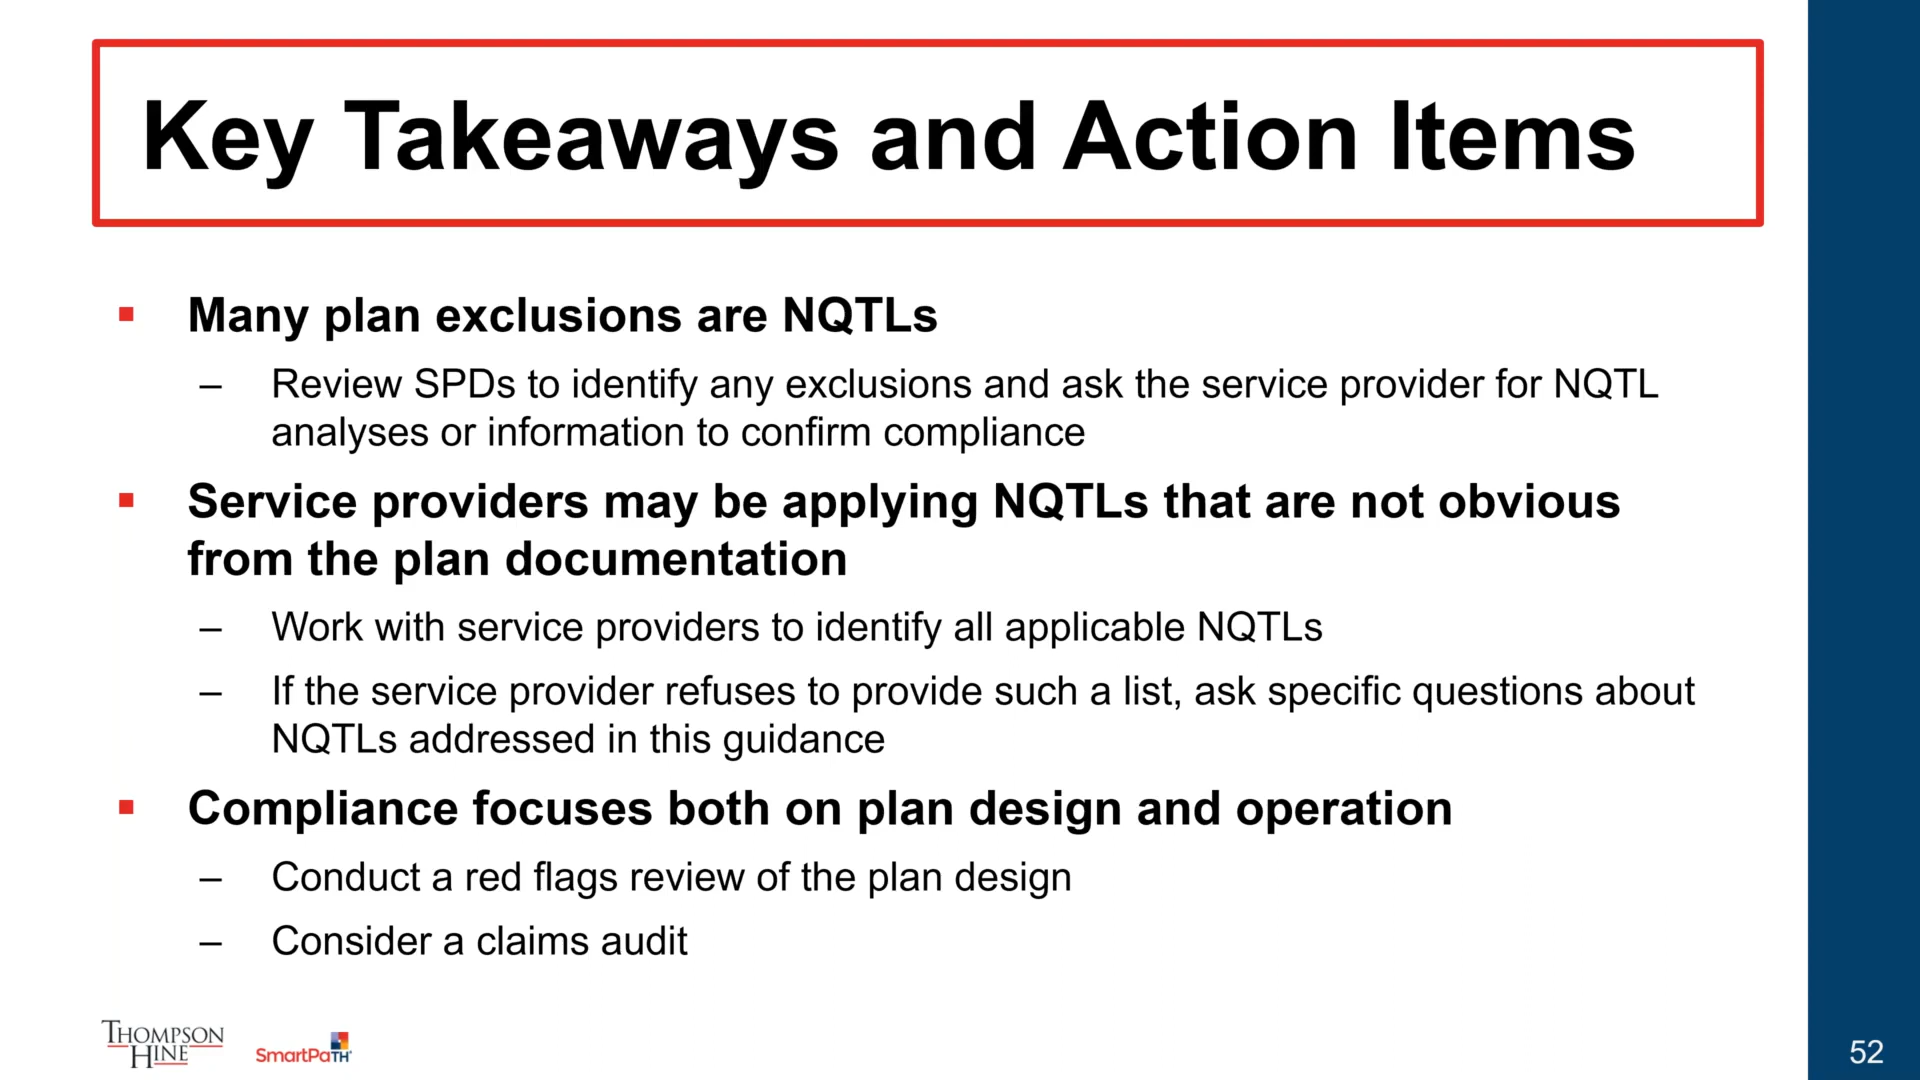 Key Takeaways and Action Items
▪ Many plan exclusions are NQTLs
– Review SPDs to identify any exclusions and ask the service provider for NQTL
analyses or information to confirm compliance
▪ Service providers may be applying NQTLs that are not obvious
from the plan documentation
– Work with service providers to identify all applicable NQTLs
– If the service provider refuses to provide such a list, ask specific questions about
NQTLs addressed in this guidance
▪ Compliance focuses both on plan design and operation
– Conduct a red flags review of the plan design
– Consider a claims audit
THOMPSON
HINE
SmartPaTH
52